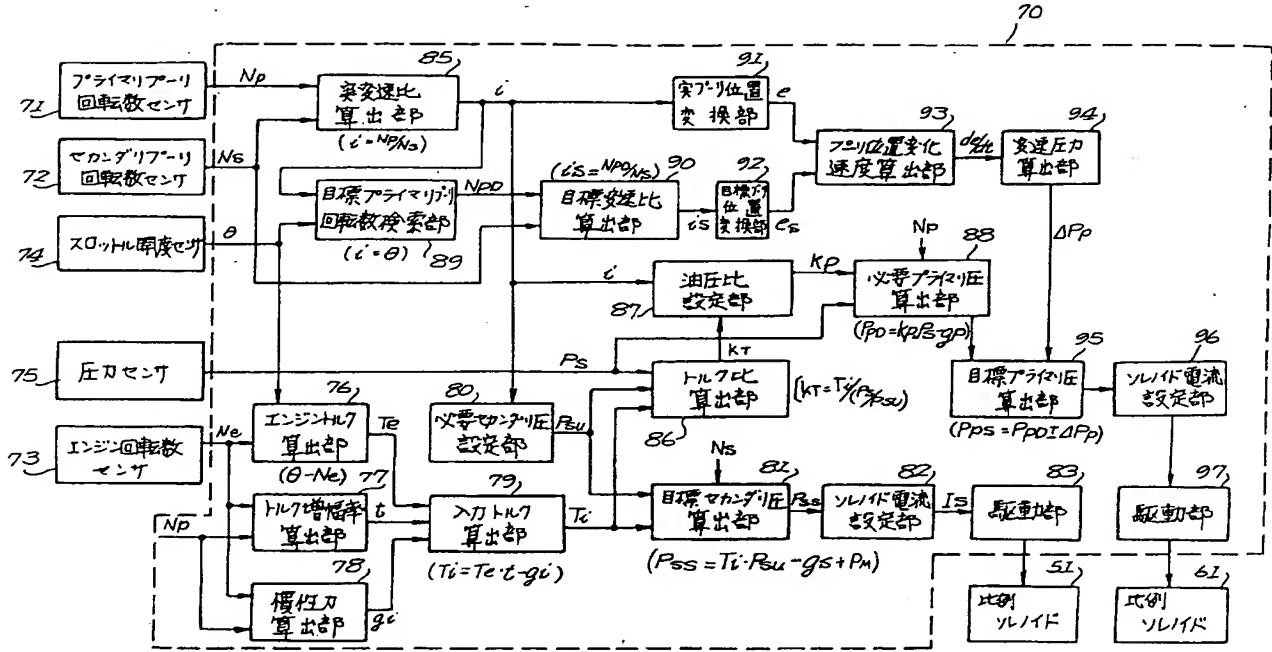 70
プライマリプーリ
回転数センサ
71
Np
85
実変速比
算出部
(i=Np/Ns)
i
91
実プーリ位置
変換部
e
93
プーリ位置変化
速度算出部
de/dt
94
変速圧力
算出部
セカンダリプーリ
回転数センサ
72
Ns
目標プライマリプーリ
回転数検索部
89
(i=θ)
NPD
(is=NPD/Ns)
90
目標変速比
算出部
is
92
目標プーリ
位置
変換部
es
スロットル開度センサ
74
θ
ΔPp
i
油圧比
設定部
87
Kp
Np
88
必要プライマリ圧
算出部
(PPD=KpPs-gp)
圧力センサ
75
Ps
KT
トルク比
算出部
86
[KT=Ti/(Ps/Psu)
95
目標プライマリ圧
算出部
(PPS=PPDIΔPp)
96
ソレノイド電流
設定部
エンジン回転数
センサ
73
Ne
76
エンジントルク
算出部
(θ-Ne)
Te
80
必要セカンダリ圧
設定部
Psu
77
トルク増幅率
算出部
t
Np
78
慣性力
算出部
gi
79
入力トルク
算出部
(Ti=Te·t-gi)
Ti
Ns
81
目標セカンダリ圧
算出部
(Pss=Ti·Psu-gs+PM)
Pss
82
ソレノイド電流
設定部
Is
83
駆動部
97
駆動部
51
比例
ソレノイド
61
比例
ソレノイド